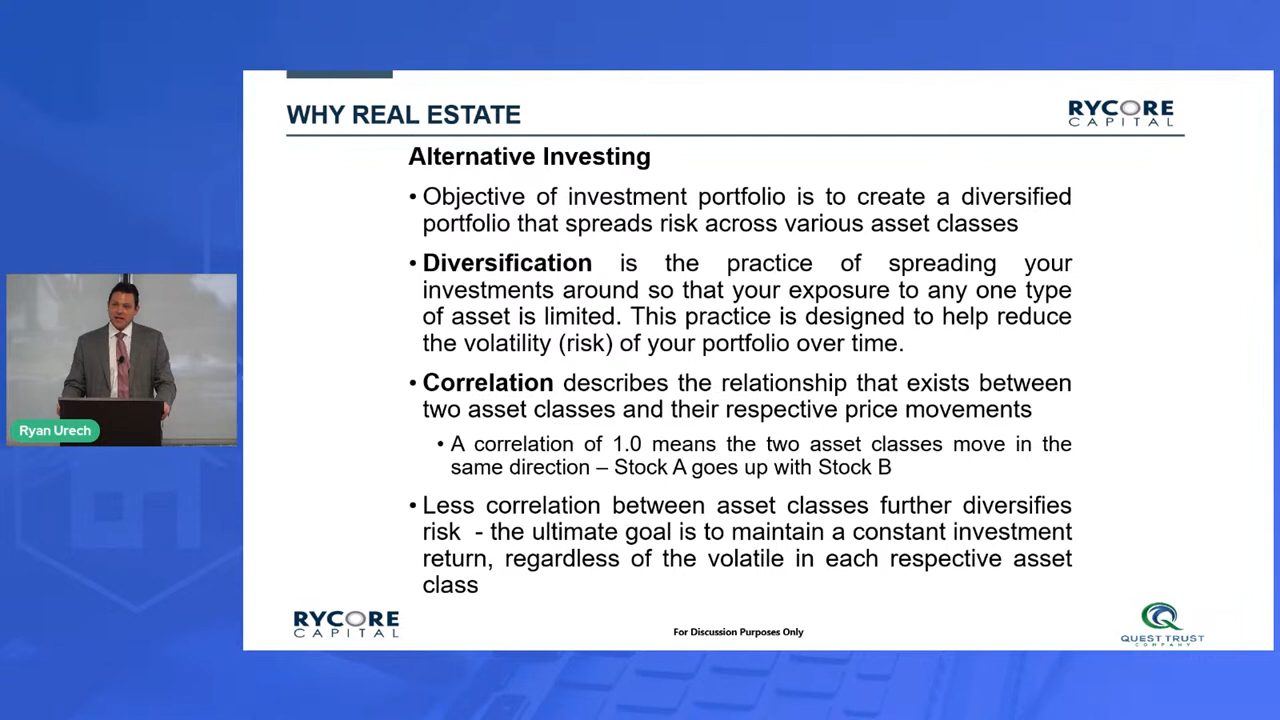 WHY REAL ESTATE
RYCORE
CAPITAL
Alternative Investing
• Objective of investment portfolio is to create a diversified
portfolio that spreads risk across various asset classes
• Diversification is the practice of spreading your
investments around so that your exposure to any one type
of asset is limited. This practice is designed to help reduce
the volatility (risk) of your portfolio over time.
• Correlation describes the relationship that exists between
two asset classes and their respective price movements
• A correlation of 1.0 means the two asset classes move in the
same direction – Stock A goes up with Stock B
• Less correlation between asset classes further diversifies
risk - the ultimate goal is to maintain a constant investment
return, regardless of the volatile in each respective asset
class
Ryan Urech
RYCORE
CAPITAL
For Discussion Purposes Only
QUEST TRUST
COMPANY